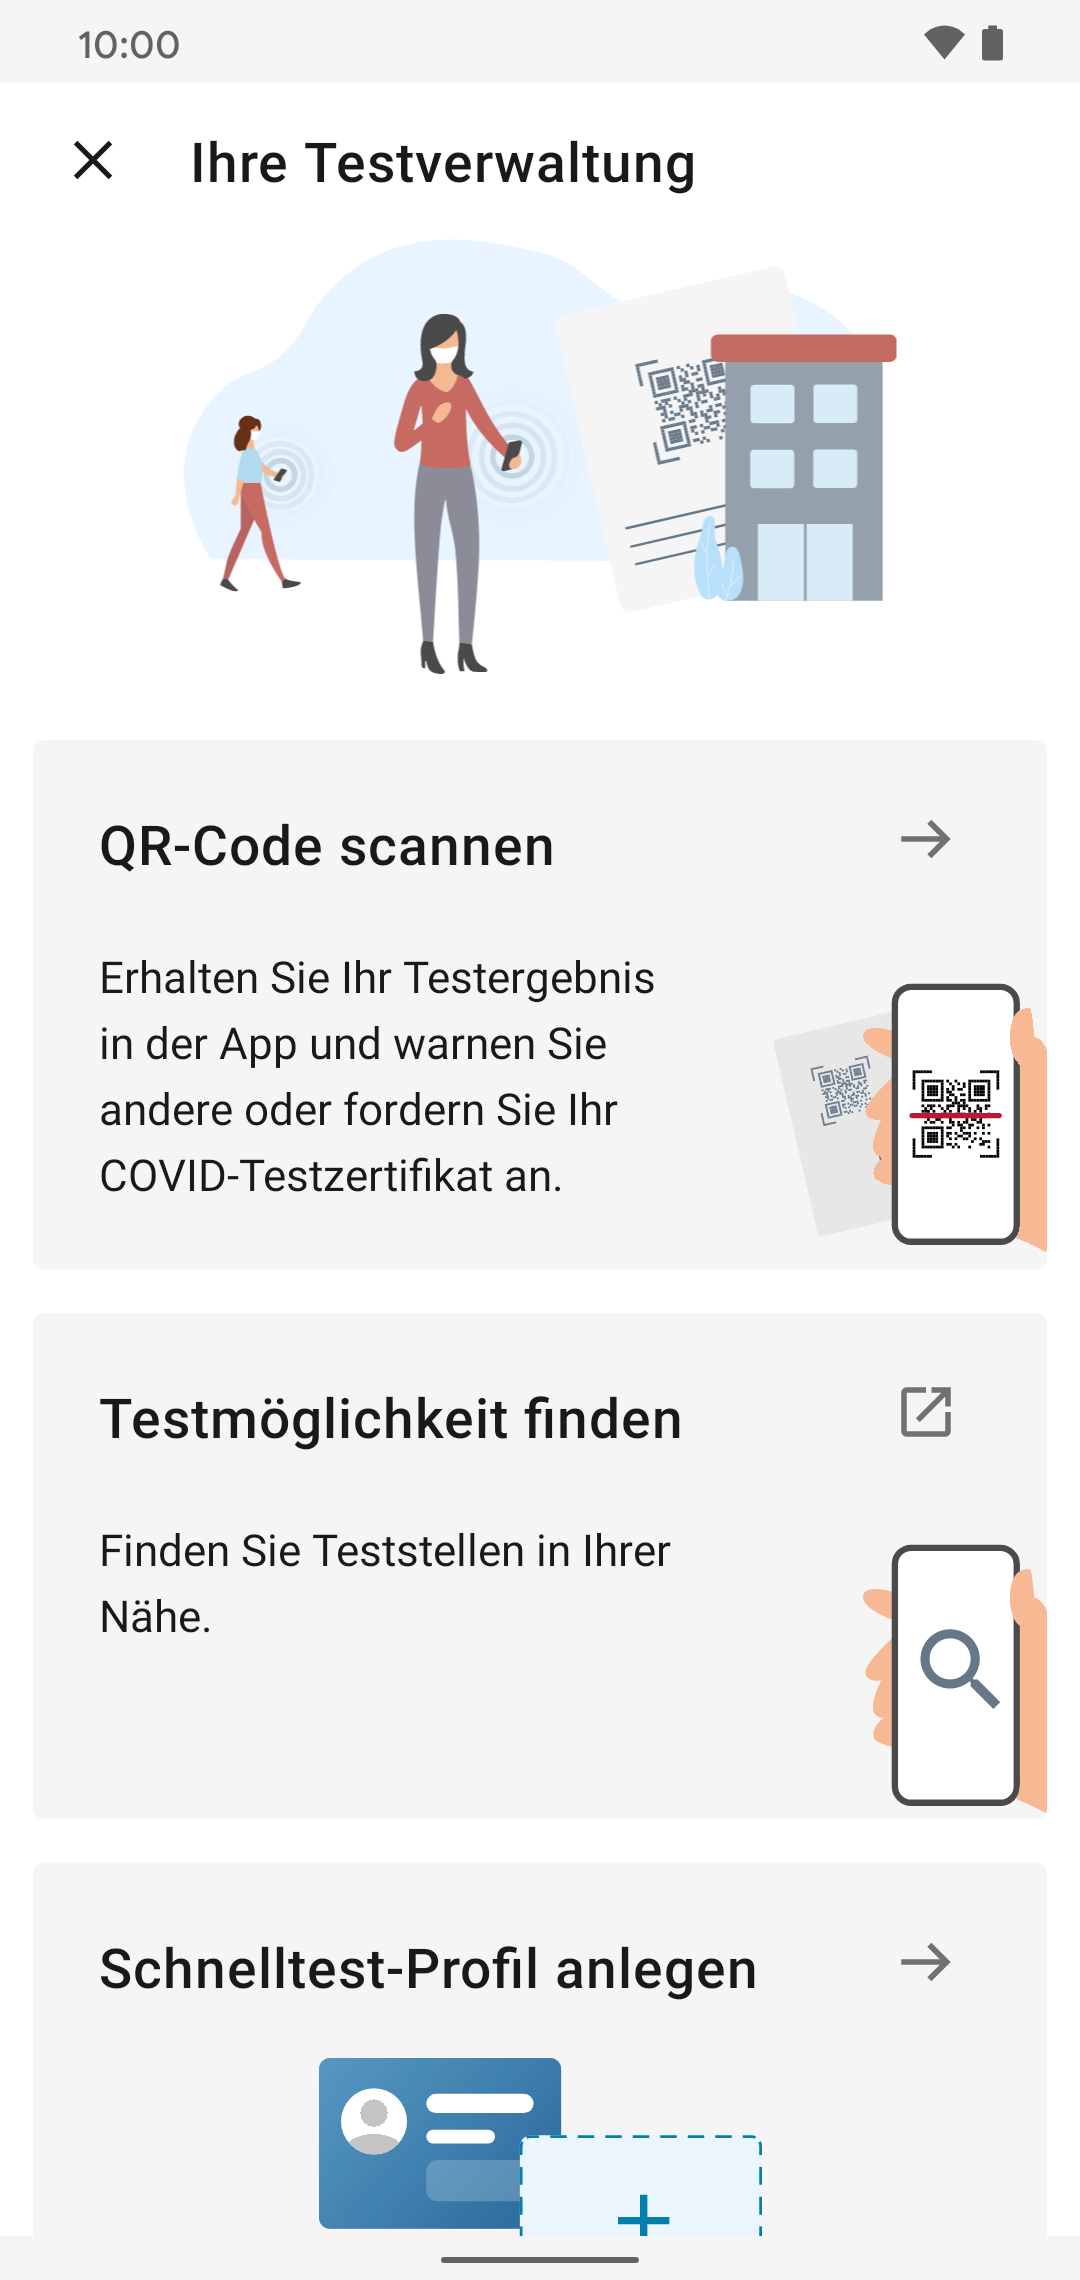 10:00
Ihre Testverwaltung
QR-Code scannen
Erhalten Sie Ihr Testergebnis
in der App und warnen Sie
andere oder fordern Sie Ihr
COVID-Testzertifikat an.
Testmöglichkeit finden
Finden Sie Teststellen in Ihrer
Nähe.
Schnelltest-Profil anlegen